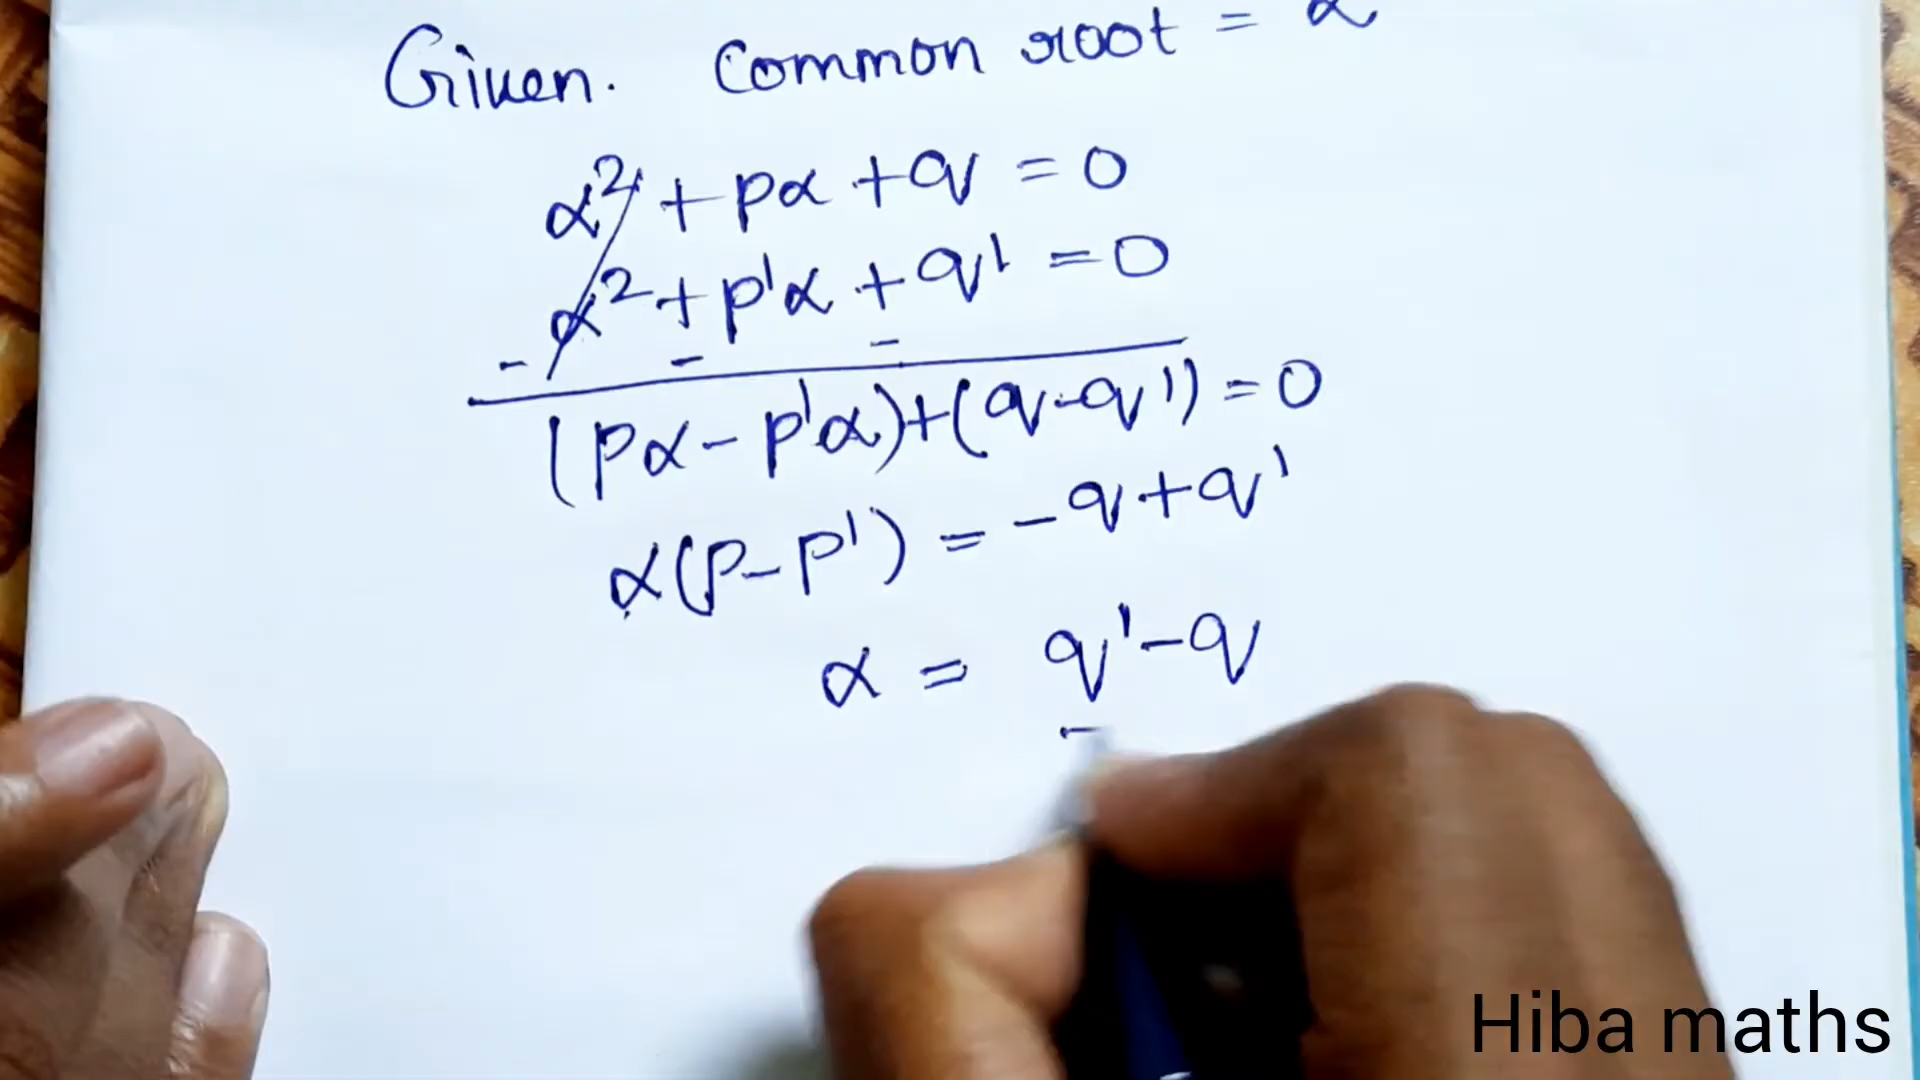 Given. Common root = α
α² + pα + q = 0
α² + p'α + q' = 0
- - -
(pα - p'α) + (q - q') = 0
α(p - p') = -q + q'
α = q' - q
Hiba maths